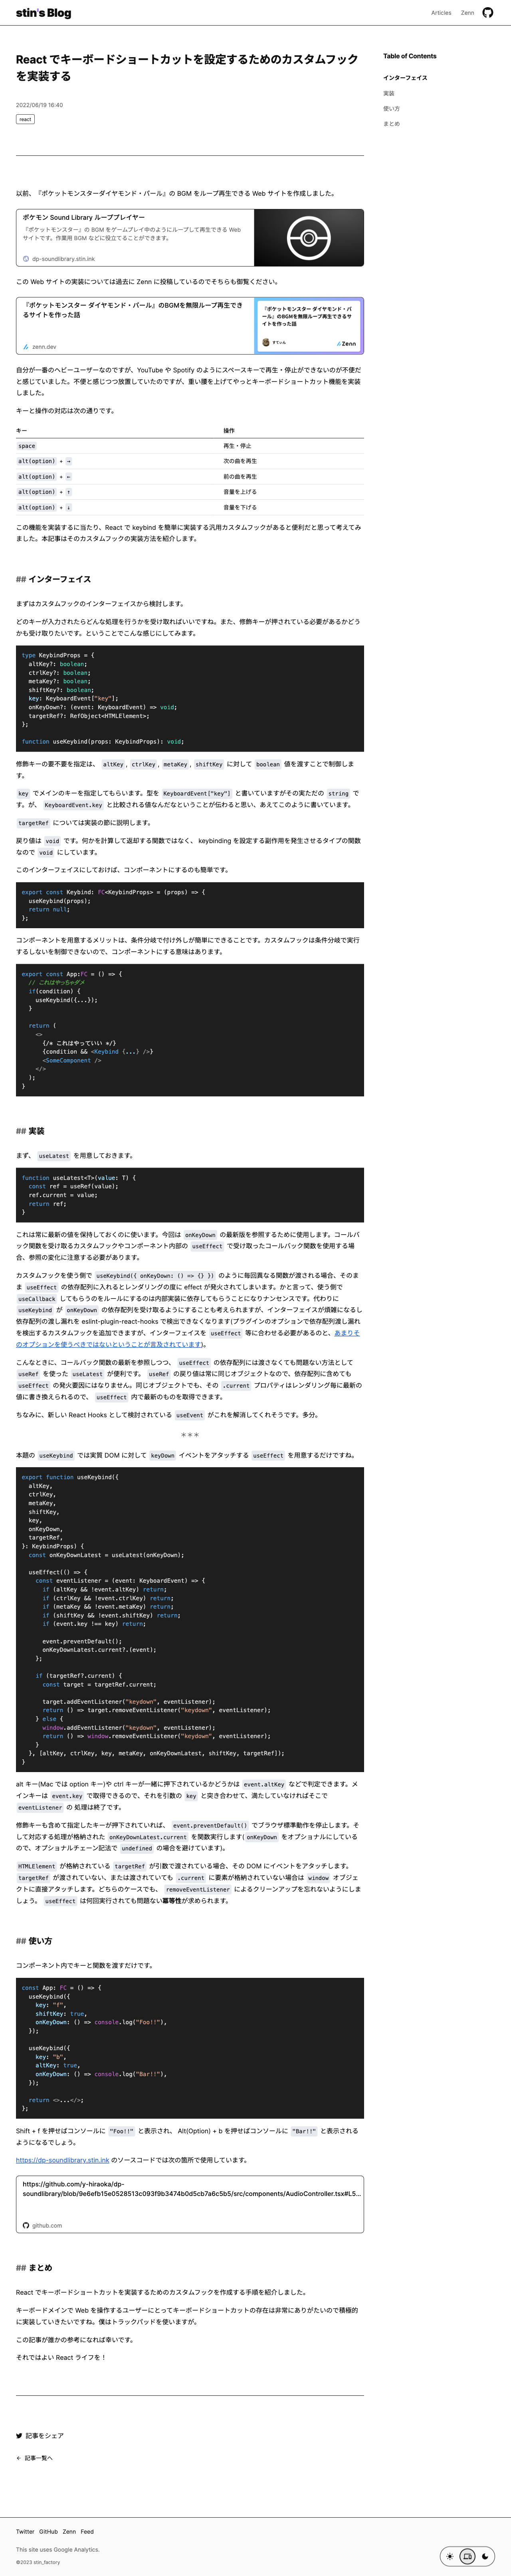 stin's Blog
Articles
Zenn
React でキーボードショートカットを設定するためのカスタムフック
を実装する
2022/06/19 16:40
react
Table of Contents
インターフェイス
実装
使い方
まとめ
以前、『ポケットモンスターダイヤモンド・パール』の BGM をループ再生できる Web サイトを作成しました。
ポケモン Sound Library ループプレイヤー
『ポケットモンスター』の BGM をゲームプレイ中のようにループして再生できる Web
サイトです。作業用 BGM などに役立てることができます。
dp-soundlibrary.stin.ink
この Web サイトの実装については過去に Zenn に投稿しているのでそちらも御覧ください。
『ポケットモンスター ダイヤモンド・パール』のBGMを無限ループ再生でき
るサイトを作った話
zenn.dev
『ポケットモンスター ダイヤモンド・パ
ール』のBGMを無限ループ再生できるサ
イトを作った話
すてぃん
Zenn
自分が一番のヘビーユーザーなのですが、YouTube や Spotify のようにスペースキーで再生・停止ができないのが不便だ
と感じていました。不便と感じつつ放置していたのですが、重い腰を上げてやっとキーボードショートカット機能を実装
しました。
キーと操作の対応は次の通りです。
キー 操作
space 再生・停止
alt(option) + → 次の曲を再生
alt(option) + ← 前の曲を再生
alt(option) + ↑ 音量を上げる
alt(option) + ↓ 音量を下げる
この機能を実装するに当たり、React で keybind を簡単に実装する汎用カスタムフックがあると便利だと思って考えてみ
ました。本記事はそのカスタムフックの実装方法を紹介します。
## インターフェイス
まずはカスタムフックのインターフェイスから検討します。
どのキーが入力されたらどんな処理を行うかを受け取ればいいですね。また、修飾キーが押されている必要があるかどう
かも受け取りたいです。ということでこんな感じにしてみます。
type KeybindProps = {
altKey?: boolean;
ctrlKey?: boolean;
metaKey?: boolean;
shiftKey?: boolean;
key: KeyboardEvent["key"];
onKeyDown?: (event: KeyboardEvent) => void;
targetRef?: RefObject<HTMLElement>;
};
function useKeybind(props: KeybindProps): void;
修飾キーの要不要を指定は、 altKey , ctrlKey , metaKey , shiftKey に対して boolean 値を渡すことで制御しま
す。
key でメインのキーを指定してもらいます。型を KeyboardEvent["key"] と書いていますがその実だたの string で
す。が、 KeyboardEvent.key と比較される値なんだなということが伝わると思い、あえてこのように書いています。
targetRef については実装の節に説明します。
戻り値は void です。何かを計算して返却する関数ではなく、 keybinding を設定する副作用を発生させるタイプの関数
なので void にしています。
このインターフェイスにしておけば、コンポーネントにするのも簡単です。
export const Keybind: FC<KeybindProps> = (props) => {
useKeybind(props);
return null;
};
コンポーネントを用意するメリットは、条件分岐で付け外しが簡単にできることです。カスタムフックは条件分岐で実行
するしないを制御できないので、コンポーネントにする意味はあります。
export const App:FC = () => {
// これはやっちゃダメ
if(condition) {
useKeybind({...});
}
return (
<>
{/* これはやっていい */}
{condition && <Keybind {...} />}
<SomeComponent />
</>
);
}
## 実装
まず、 useLatest を用意しておきます。
function useLatest<T>(value: T) {
const ref = useRef(value);
ref.current = value;
return ref;
}
これは常に最新の値を保持しておくのに使います。今回は onKeyDown の最新版を参照するために使用します。コールバ
ック関数を受け取るカスタムフックやコンポーネント内部の useEffect で受け取ったコールバック関数を使用する場
合、参照の変化に注意する必要があります。
カスタムフックを使う側で useKeybind({ onKeyDown: () => {} }) のように毎回異なる関数が渡される場合、そのま
ま useEffect の依存配列に入れるとレンダリングの度に effect が発火されてしまいます。かと言って、使う側で
useCallback してもらうのをルールにするのは内部実装に依存してもらうことになりナンセンスです。代わりに
useKeybind が onKeyDown の依存配列を受け取るようにすることも考えられますが、インターフェイスが煩雑になるし
依存配列の渡し漏れを eslint-plugin-react-hooks で検出できなくなります(プラグインのオプションで依存配列渡し漏れ
を検出するカスタムフックを追加できますが、インターフェイスを useEffect 等に合わせる必要があるのと、あまりそ
のオプションを使うべきではないということが言及されています)。
こんなときに、コールバック関数の最新を参照しつつ、 useEffect の依存配列には渡さなくても問題ない方法として
useRef を使った useLatest が便利です。 useRef の戻り値は常に同じオブジェクトなので、依存配列に含めても
useEffect の発火要因にはなりません。同じオブジェクトでも、その .current プロパティはレンダリング毎に最新の
値に書き換えられるので、 useEffect 内で最新のものを取得できます。
ちなみに、新しい React Hooks として検討されている useEvent がこれを解消してくれそうです。多分。
***
本題の useKeybind では実質 DOM に対して keyDown イベントをアタッチする useEffect を用意するだけですね。
export function useKeybind({
altKey,
ctrlKey,
metaKey,
shiftKey,
key,
onKeyDown,
targetRef,
}: KeybindProps) {
const onKeyDownLatest = useLatest(onKeyDown);
useEffect(() => {
const eventListener = (event: KeyboardEvent) => {
if (altKey && !event.altKey) return;
if (ctrlKey && !event.ctrlKey) return;
if (metaKey && !event.metaKey) return;
if (shiftKey && !event.shiftKey) return;
if (event.key !== key) return;
event.preventDefault();
onKeyDownLatest.current?.(event);
};
if (targetRef?.current) {
const target = targetRef.current;
target.addEventListener("keydown", eventListener);
return () => target.removeEventListener("keydown", eventListener);
} else {
window.addEventListener("keydown", eventListener);
return () => window.removeEventListener("keydown", eventListener);
}
}, [altKey, ctrlKey, key, metaKey, onKeyDownLatest, shiftKey, targetRef]);
}
alt キー(Mac では option キー)や ctrl キーが一緒に押下されているかどうかは event.altKey などで判定できます。メ
インキーは event.key で取得できるので、それを引数の key と突き合わせて、満たしていなければそこで
eventListener の 処理は終了です。
修飾キーも含めて指定したキーが押下されていれば、 event.preventDefault() でブラウザ標準動作を停止します。そ
して対応する処理が格納された onKeyDownLatest.current を関数実行します( onKeyDown をオプショナルにしている
ので、オプショナルチェーン記法で undefined の場合を避けています)。
HTMLElement が格納されている targetRef が引数で渡されている場合、その DOM にイベントをアタッチします。
targetRef が渡されていない、または渡されていても .current に要素が格納されていない場合は window オブジェ
クトに直接アタッチします。どちらのケースでも、 removeEventListener によるクリーンアップを忘れないようにしま
しょう。 useEffect は何回実行されても問題ない冪等性が求められます。
## 使い方
コンポーネント内でキーと関数を渡すだけです。
const App: FC = () => {
useKeybind({
key: "f",
shiftKey: true,
onKeyDown: () => console.log("Foo!!"),
});
useKeybind({
key: "b",
altKey: true,
onKeyDown: () => console.log("Bar!!"),
});
return <>...</>;
};
Shift + f を押せばコンソールに "Foo!!" と表示され、 Alt(Option) + b を押せばコンソールに "Bar!!" と表示される
ようになるでしょう。
https://dp-soundlibrary.stin.ink のソースコードでは次の箇所で使用しています。
https://github.com/y-hiraoka/dp-
soundlibrary/blob/9e6efb15e0528513c093f9b3474b0d5cb7a6c5b5/src/components/AudioController.tsx#L5...
github.com
## まとめ
React でキーボードショートカットを実装するためのカスタムフックを作成する手順を紹介しました。
キーボードメインで Web を操作するユーザーにとってキーボードショートカットの存在は非常にありがたいので積極的
に実装していきたいですね。僕はトラックパッドを使いますが。
この記事が誰かの参考になれば幸いです。
それではよい React ライフを！
記事をシェア
← 記事一覧へ
Twitter GitHub Zenn Feed
This site uses Google Analytics.
©2023 stin_factory